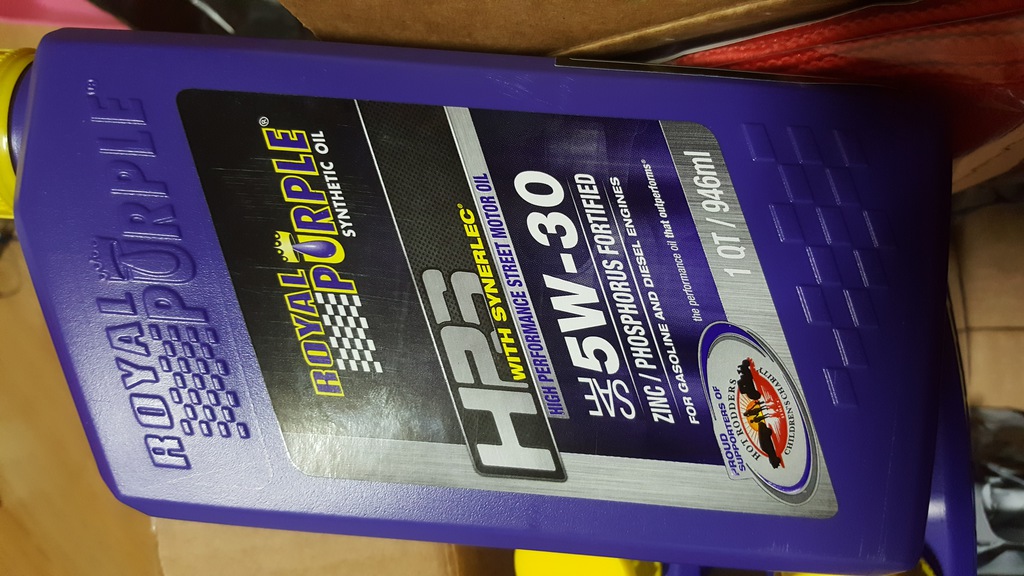 ROYAL
PURPLE™
ROYAL
PURPLE®
SYNTHETIC OIL
HPS
WITH SYNERLEC®
HIGH PERFORMANCE STREET MOTOR OIL
SAE 5W-30
ZINC / PHOSPHORUS FORTIFIED
FOR GASOLINE AND DIESEL ENGINES
the performance oil that outperforms®
1 QT / 946ml
PROUD
SUPPORTERS OF
HOT RODDERS
CHILDREN'S CHARITY